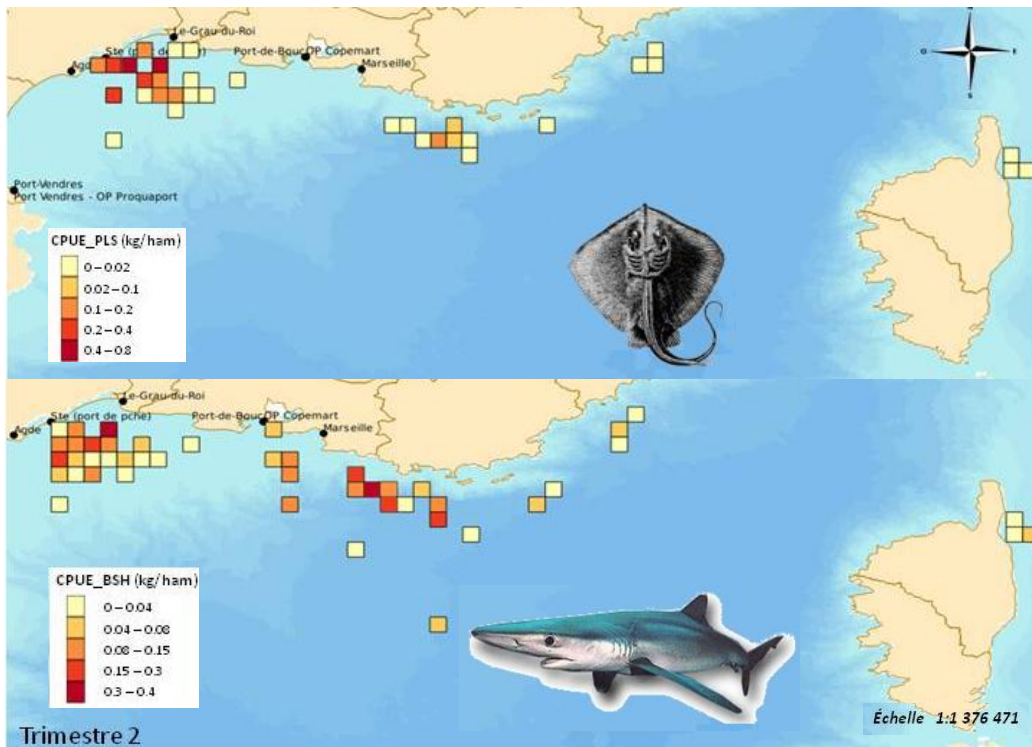 Le-Grau-du-Roi
Ste (port de
Port-de-Bouc OP Copemart
Agd
Marseille
N
O E
S
Port-Vendres
Port Vendres - OP Proquaport
CPUE_PLS (kg/ham)
0-0.02
0.02-0.1
0.1-0.2
0.2-0.4
0.4-0.8
Le-Grau-du-Roi
Ste (port de pche)
Port-de-Bouc OP Copemart
Agde
Marseille
CPUE_BSH (kg/ham)
0-0.04
0.04-0.08
0.08-0.15
0.15-0.3
0.3-0.4
Échelle 1:1 376 471
Trimestre 2